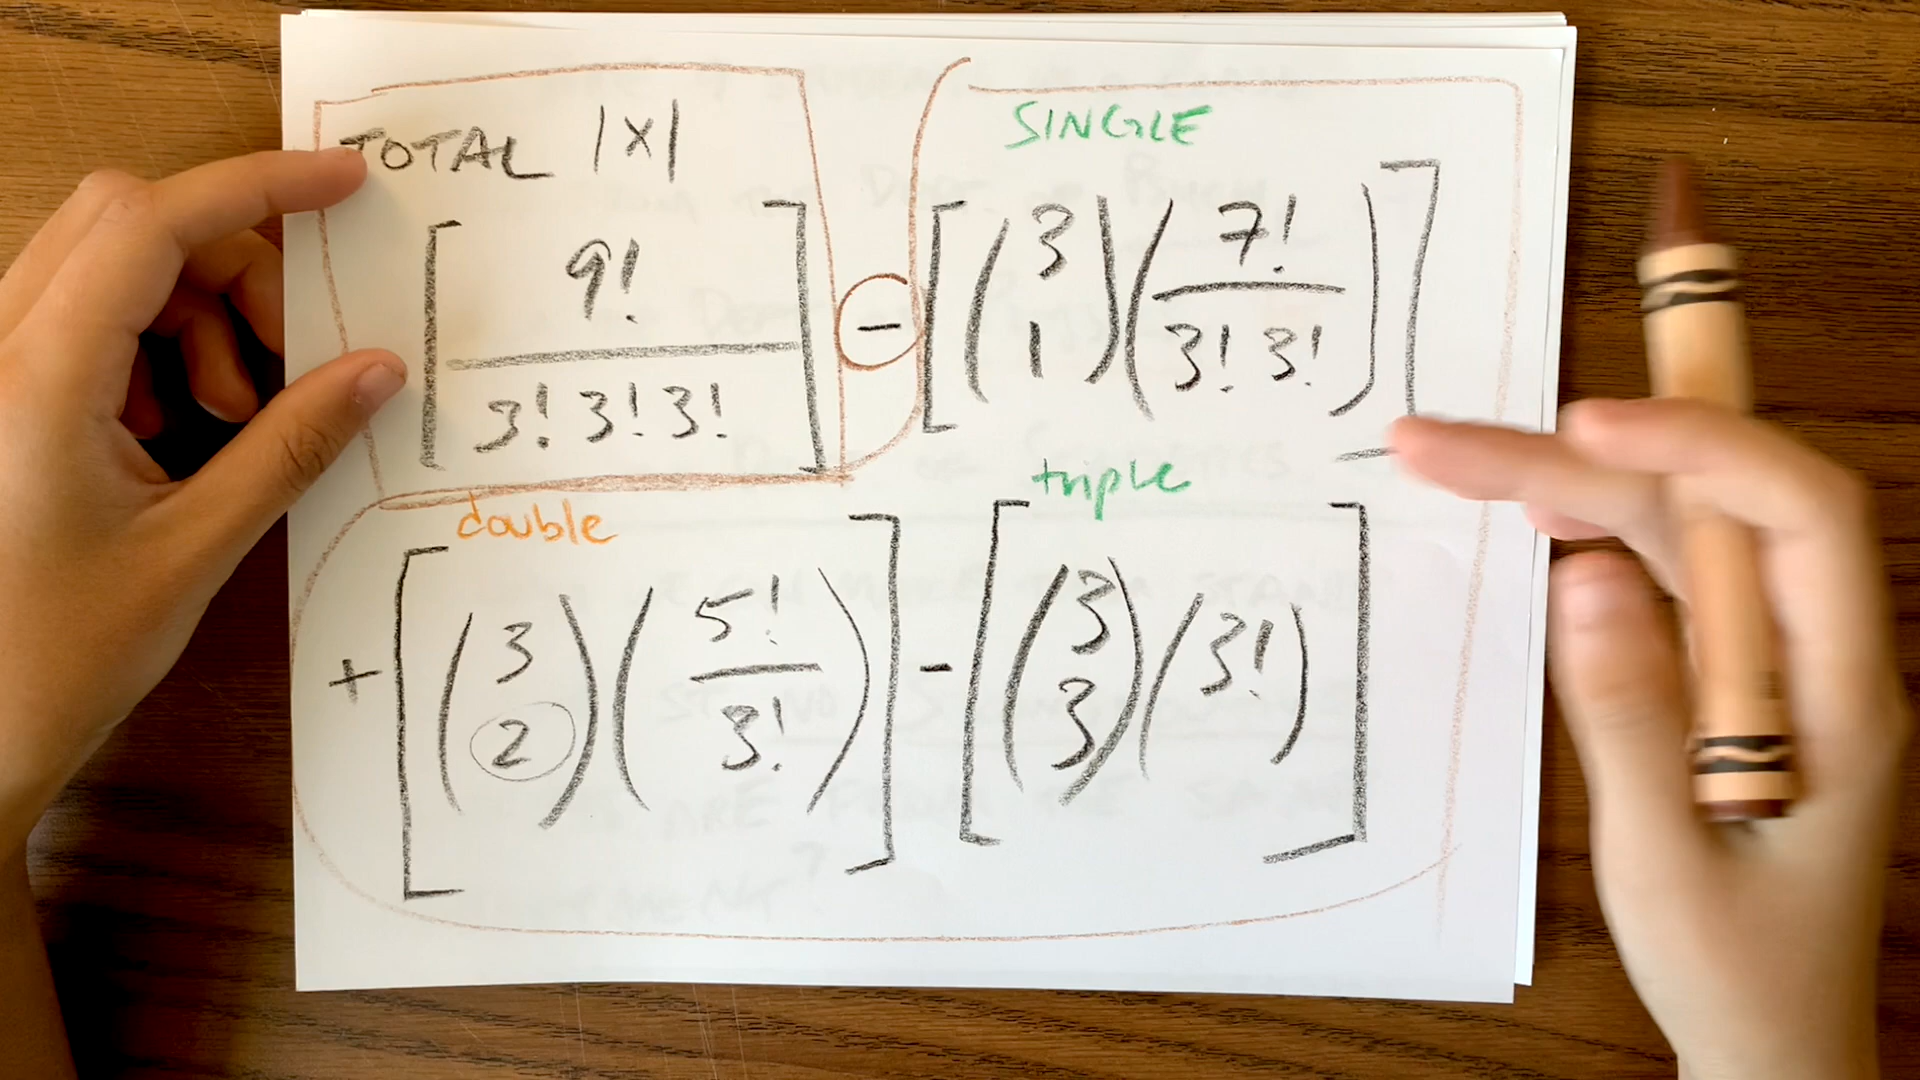 TOTAL |X|
[ 9! / 3! 3! 3! ]
-
SINGLE
[ ( 3 1 ) ( 7! / 3! 3! ) ]
double
+ [ ( 3 2 ) ( 5! / 3! ) ]
triple
- [ ( 3 3 ) ( 3! ) ]